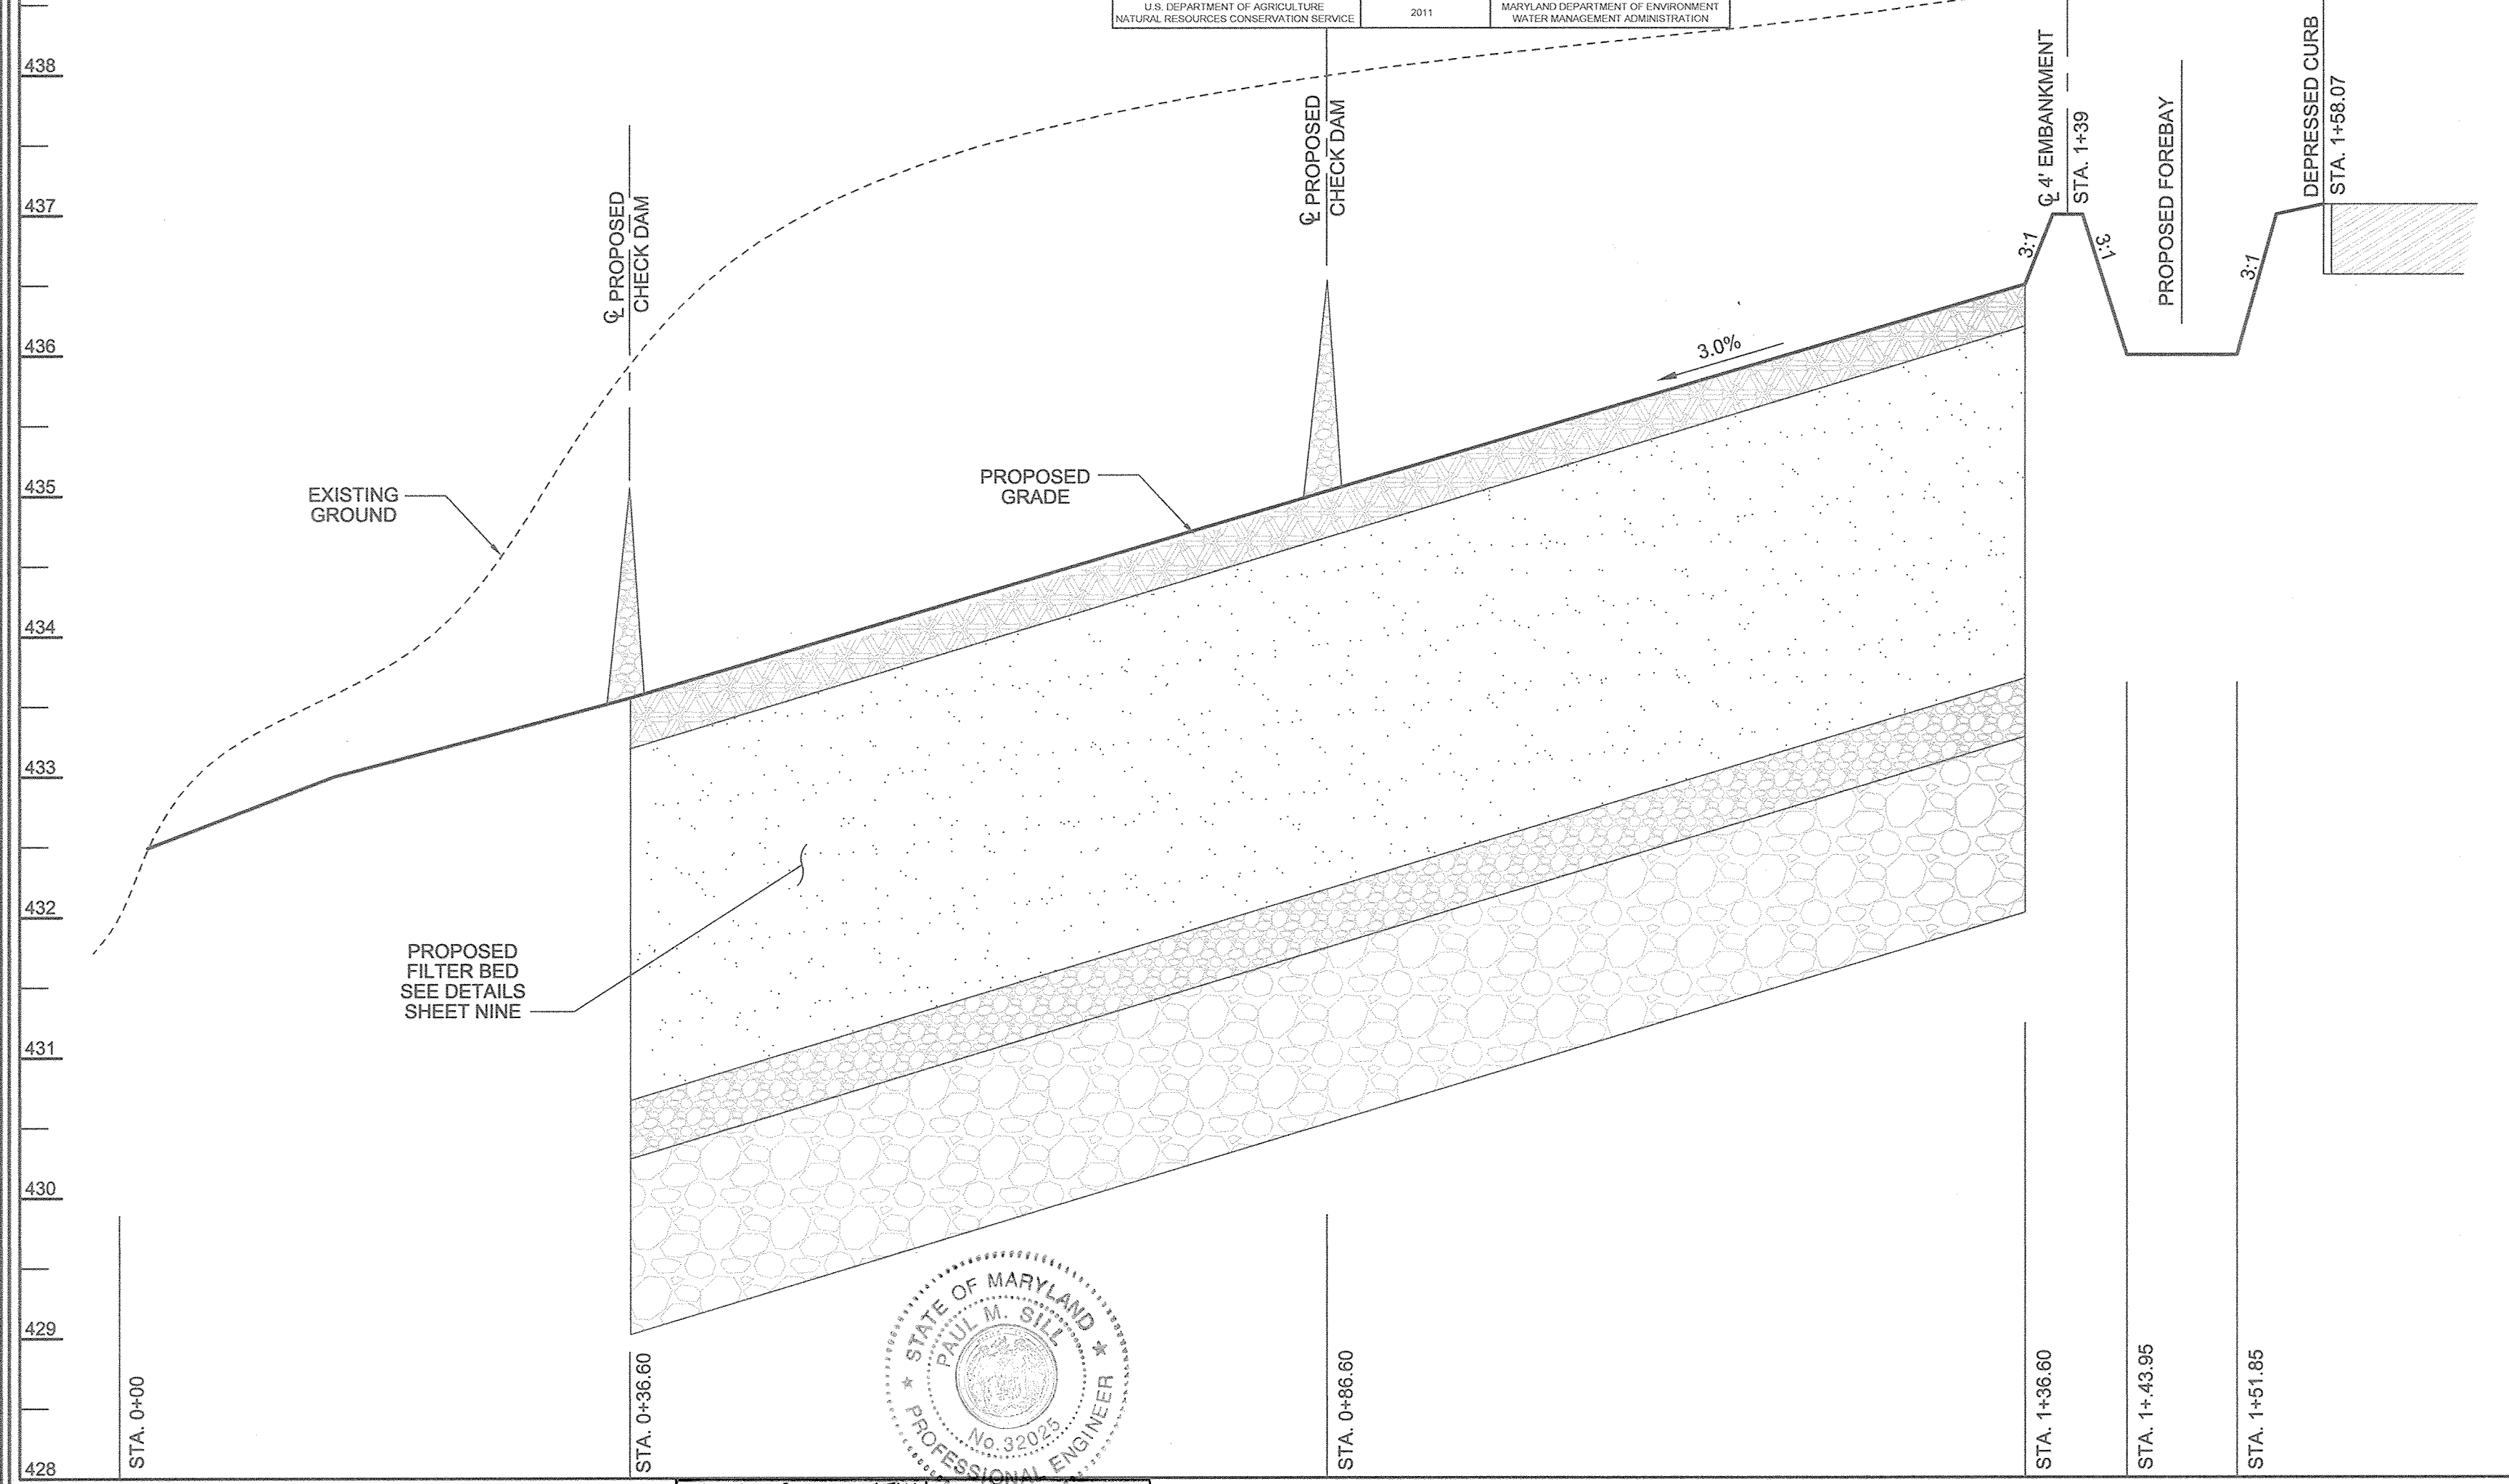 U.S. DEPARTMENT OF AGRICULTURE
NATURAL RESOURCES CONSERVATION SERVICE
2011
MARYLAND DEPARTMENT OF ENVIRONMENT
WATER MANAGEMENT ADMINISTRATION
438
437
436
435
434
433
432
431
430
429
428
℄ PROPOSED
CHECK DAM
℄ PROPOSED
CHECK DAM
℄ 4' EMBANKMENT
STA. 1+39
PROPOSED FOREBAY
DEPRESSED CURB
STA. 1+58.07
3:1
3:1
3:1
3.0%
EXISTING
GROUND
PROPOSED
GRADE
PROPOSED
FILTER BED
SEE DETAILS
SHEET NINE
STATE OF MARYLAND
PAUL M. SILL
No.32025
PROFESSIONAL ENGINEER
STA. 0+00
STA. 0+36.60
STA. 0+86.60
STA. 1+36.60
STA. 1+.43.95
STA. 1+51.85